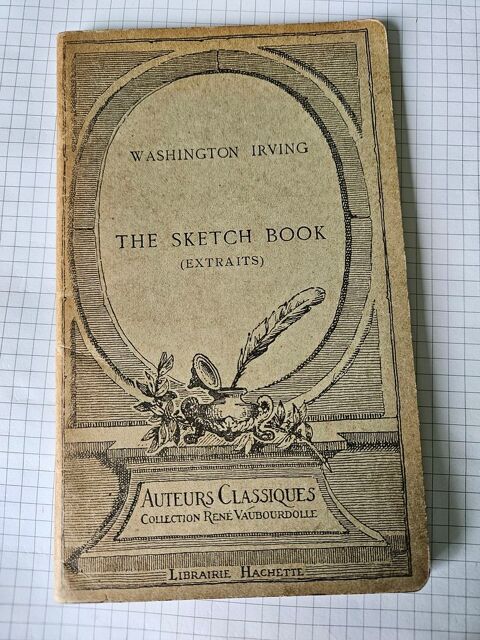 WASHINGTON IRVING
THE SKETCH BOOK
(EXTRAITS)
AUTEURS CLASSIQUES
COLLECTION RENÉ VAUBOURDOLLE
LIBRAIRIE HACHETTE